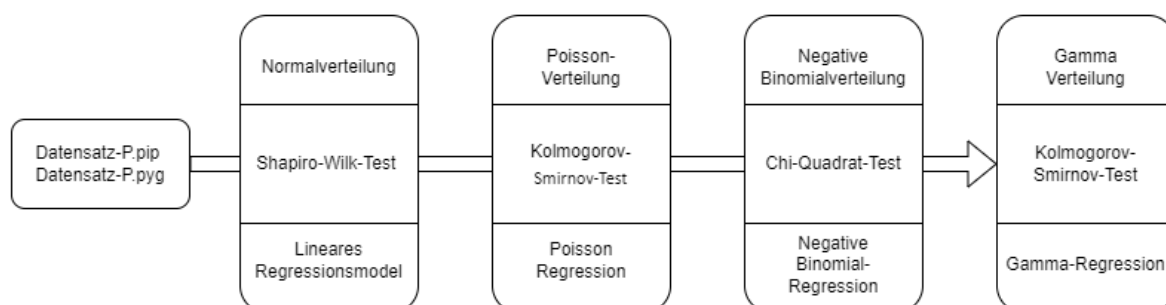 Datensatz-P.pip
Datensatz-P.pyg
Normalverteilung
Shapiro-Wilk-Test
Lineares
Regressionsmodel
Poisson-
Verteilung
Kolmogorov-
Smirnov-Test
Poisson
Regression
Negative
Binomialverteilung
Chi-Quadrat-Test
Negative
Binomial-
Regression
Gamma
Verteilung
Kolmogorov-
Smirnov-Test
Gamma-Regression